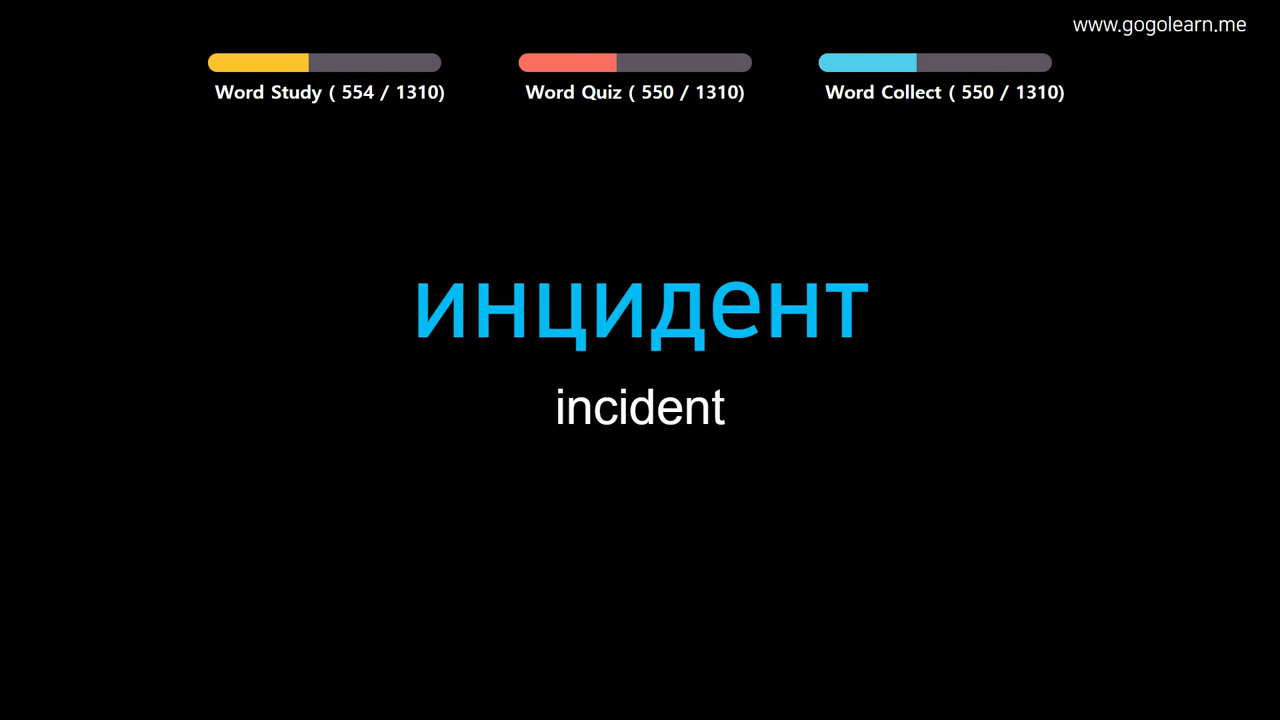 www.gogolearn.me
Word Study ( 554 / 1310)
Word Quiz ( 550 / 1310)
Word Collect ( 550 / 1310)
инцидент
incident